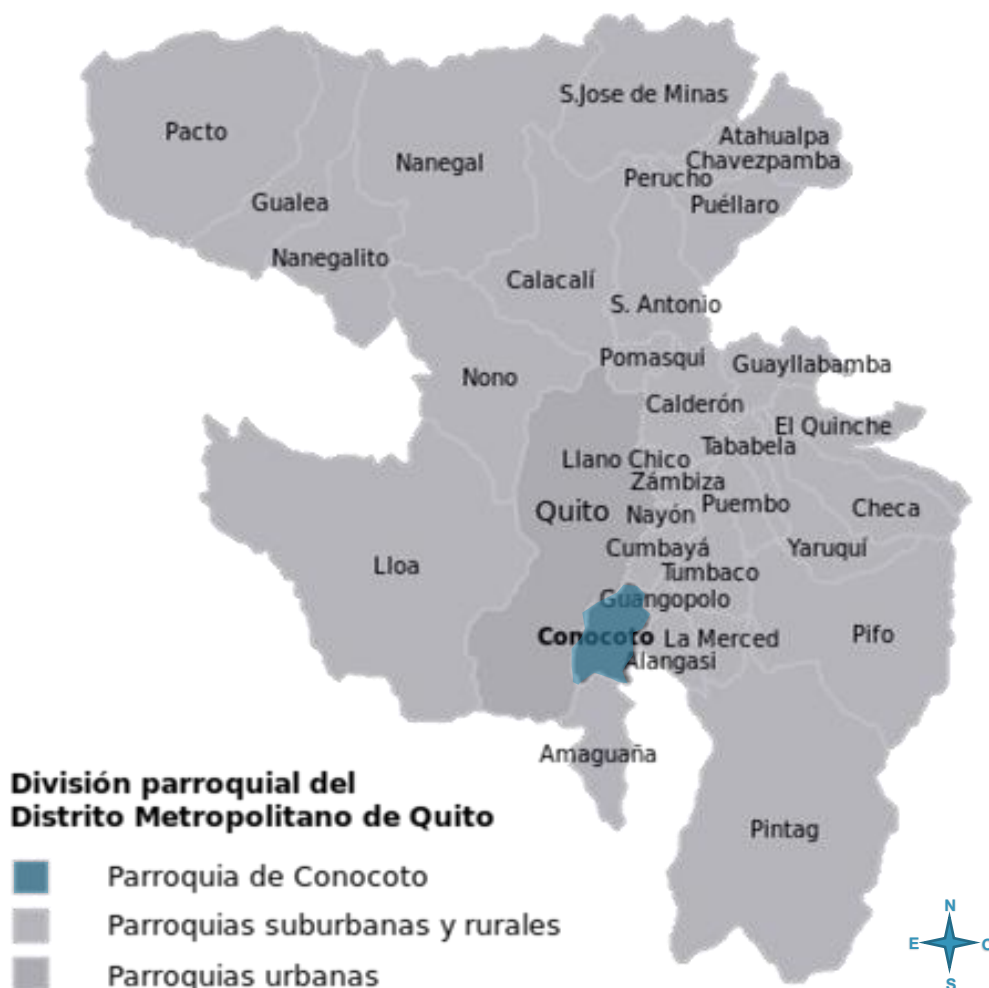 S.Jose de Minas
Pacto
Atahualpa
Nanegal
Chavezpamba
Perucho
Gualea
Puéllaro
Nanegalito
Calacalí
S. Antonio
Pomasqui
Guayllabamba
Nono
Calderón
El Quinche
Tababela
Llano Chico
Zámbiza
Quito
Nayón
Puembo
Checa
Cumbayá
Yaruquí
Lloa
Tumbaco
Guangopolo
Conocoto
La Merced
Pifo
Alangasi
Amaguaña
Pintag
División parroquial del
Distrito Metropolitano de Quito
Parroquia de Conocoto
Parroquias suburbanas y rurales
Parroquias urbanas
N
E
O
S